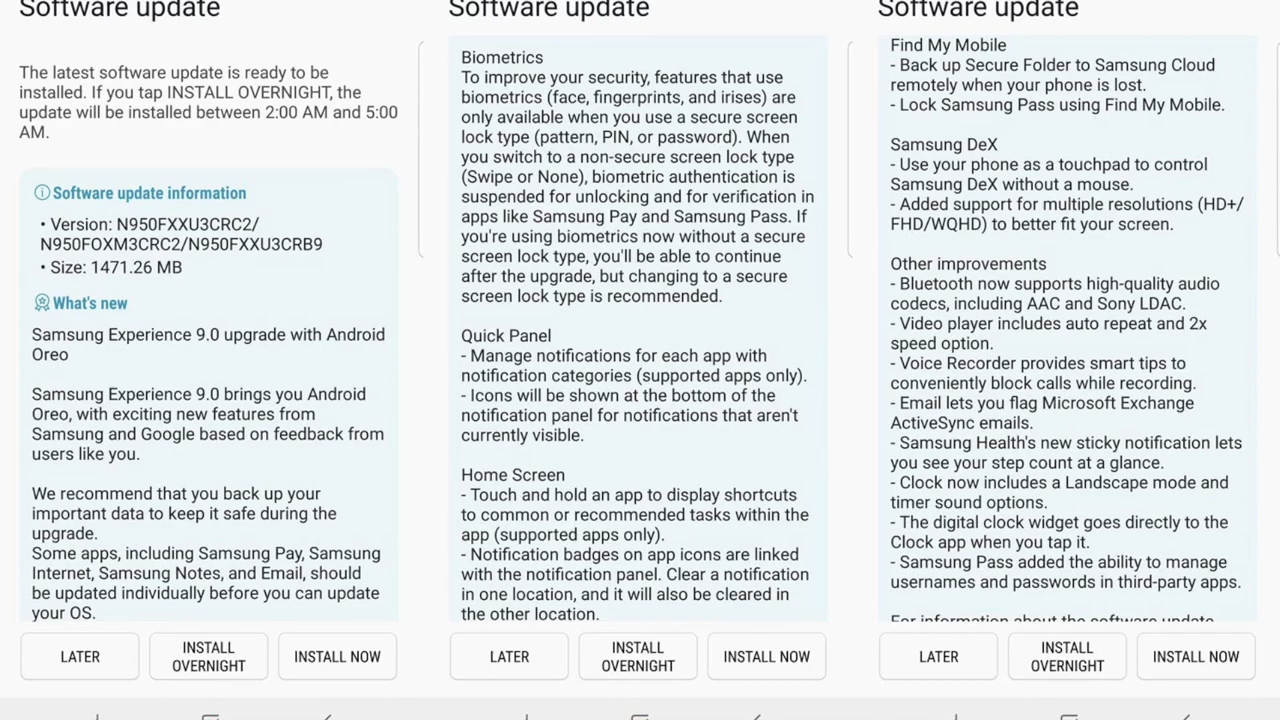 Software update
The latest software update is ready to be
installed. If you tap INSTALL OVERNIGHT, the
update will be installed between 2:00 AM and 5:00
AM.
Software update information
• Version: N950FXXU3CRC2/
N950FOXM3CRC2/N950FXXU3CRB9
• Size: 1471.26 MB
What's new
Samsung Experience 9.0 upgrade with Android
Oreo
Samsung Experience 9.0 brings you Android
Oreo, with exciting new features from
Samsung and Google based on feedback from
users like you.
We recommend that you back up your
important data to keep it safe during the
upgrade.
Some apps, including Samsung Pay, Samsung
Internet, Samsung Notes, and Email, should
be updated individually before you can update
your OS.
LATER
INSTALL
OVERNIGHT
INSTALL NOW
Software update
Biometrics
To improve your security, features that use
biometrics (face, fingerprints, and irises) are
only available when you use a secure screen
lock type (pattern, PIN, or password). When
you switch to a non-secure screen lock type
(Swipe or None), biometric authentication is
suspended for unlocking and for verification in
apps like Samsung Pay and Samsung Pass. If
you're using biometrics now without a secure
screen lock type, you'll be able to continue
after the upgrade, but changing to a secure
screen lock type is recommended.
Quick Panel
- Manage notifications for each app with
notification categories (supported apps only).
- Icons will be shown at the bottom of the
notification panel for notifications that aren't
currently visible.
Home Screen
- Touch and hold an app to display shortcuts
to common or recommended tasks within the
app (supported apps only).
- Notification badges on app icons are linked
with the notification panel. Clear a notification
in one location, and it will also be cleared in
the other location.
LATER
INSTALL
OVERNIGHT
INSTALL NOW
Software update
Find My Mobile
- Back up Secure Folder to Samsung Cloud
remotely when your phone is lost.
- Lock Samsung Pass using Find My Mobile.
Samsung DeX
- Use your phone as a touchpad to control
Samsung DeX without a mouse.
- Added support for multiple resolutions (HD+/
FHD/WQHD) to better fit your screen.
Other improvements
- Bluetooth now supports high-quality audio
codecs, including AAC and Sony LDAC.
- Video player includes auto repeat and 2x
speed option.
- Voice Recorder provides smart tips to
conveniently block calls while recording.
- Email lets you flag Microsoft Exchange
ActiveSync emails.
- Samsung Health's new sticky notification lets
you see your step count at a glance.
- Clock now includes a Landscape mode and
timer sound options.
- The digital clock widget goes directly to the
Clock app when you tap it.
- Samsung Pass added the ability to manage
usernames and passwords in third-party apps.
For information about the software update
LATER
INSTALL
OVERNIGHT
INSTALL NOW